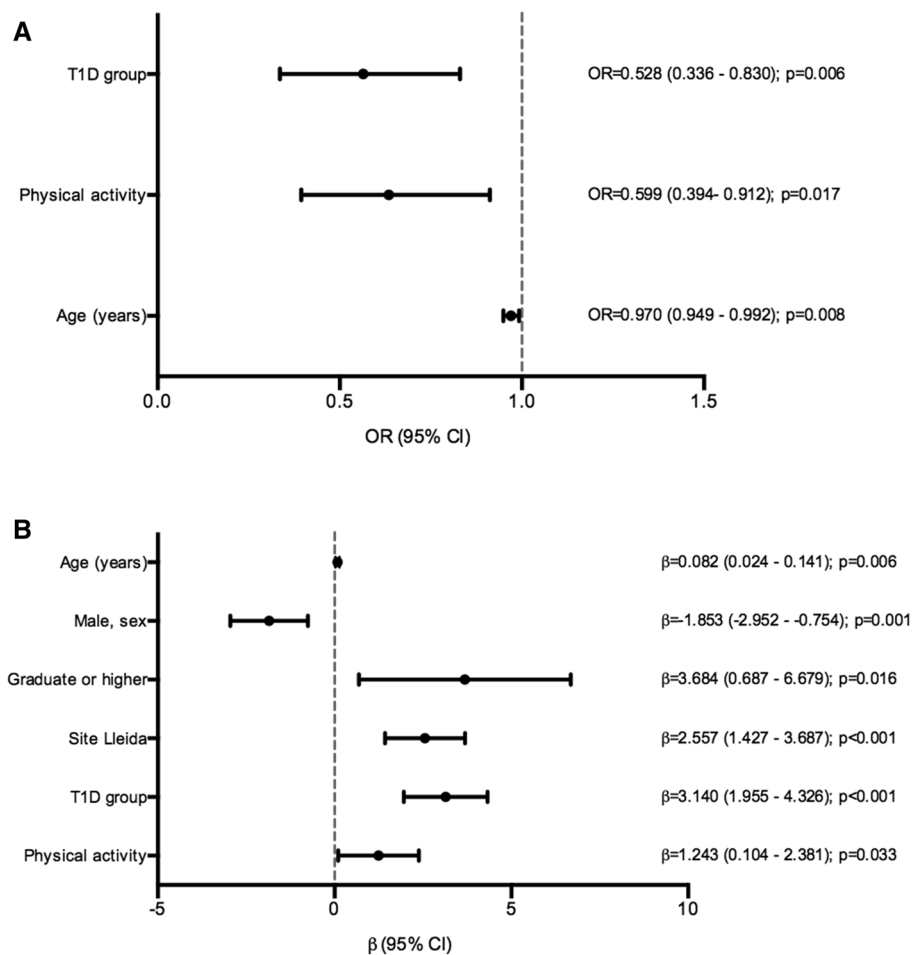 A
T1D group
OR=0.528 (0.336 - 0.830); p=0.006
Physical activity
OR=0.599 (0.394- 0.912); p=0.017
Age (years)
OR=0.970 (0.949 - 0.992); p=0.008
0.0 0.5 1.0 1.5
OR (95% CI)
B
Age (years)
β=0.082 (0.024 - 0.141); p=0.006
Male, sex
β=-1.853 (-2.952 - -0.754); p=0.001
Graduate or higher
β=3.684 (0.687 - 6.679); p=0.016
Site Lleida
β=2.557 (1.427 - 3.687); p<0.001
T1D group
β=3.140 (1.955 - 4.326); p<0.001
Physical activity
β=1.243 (0.104 - 2.381); p=0.033
-5 0 5 10
β (95% CI)